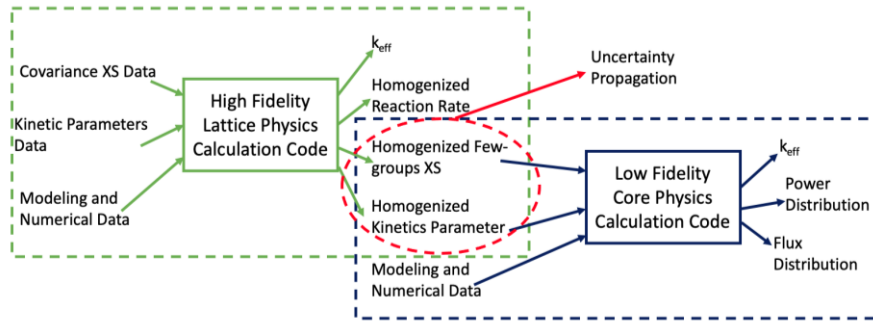 Covariance XS Data
Kinetic Parameters
Data
Modeling and
Numerical Data
High Fidelity
Lattice Physics
Calculation Code
keff
Homogenized
Reaction Rate
Homogenized Few-
groups XS
Homogenized
Kinetics Parameter
Modeling and
Numerical Data
Uncertainty
Propagation
Low Fidelity
Core Physics
Calculation Code
keff
Power
Distribution
Flux
Distribution